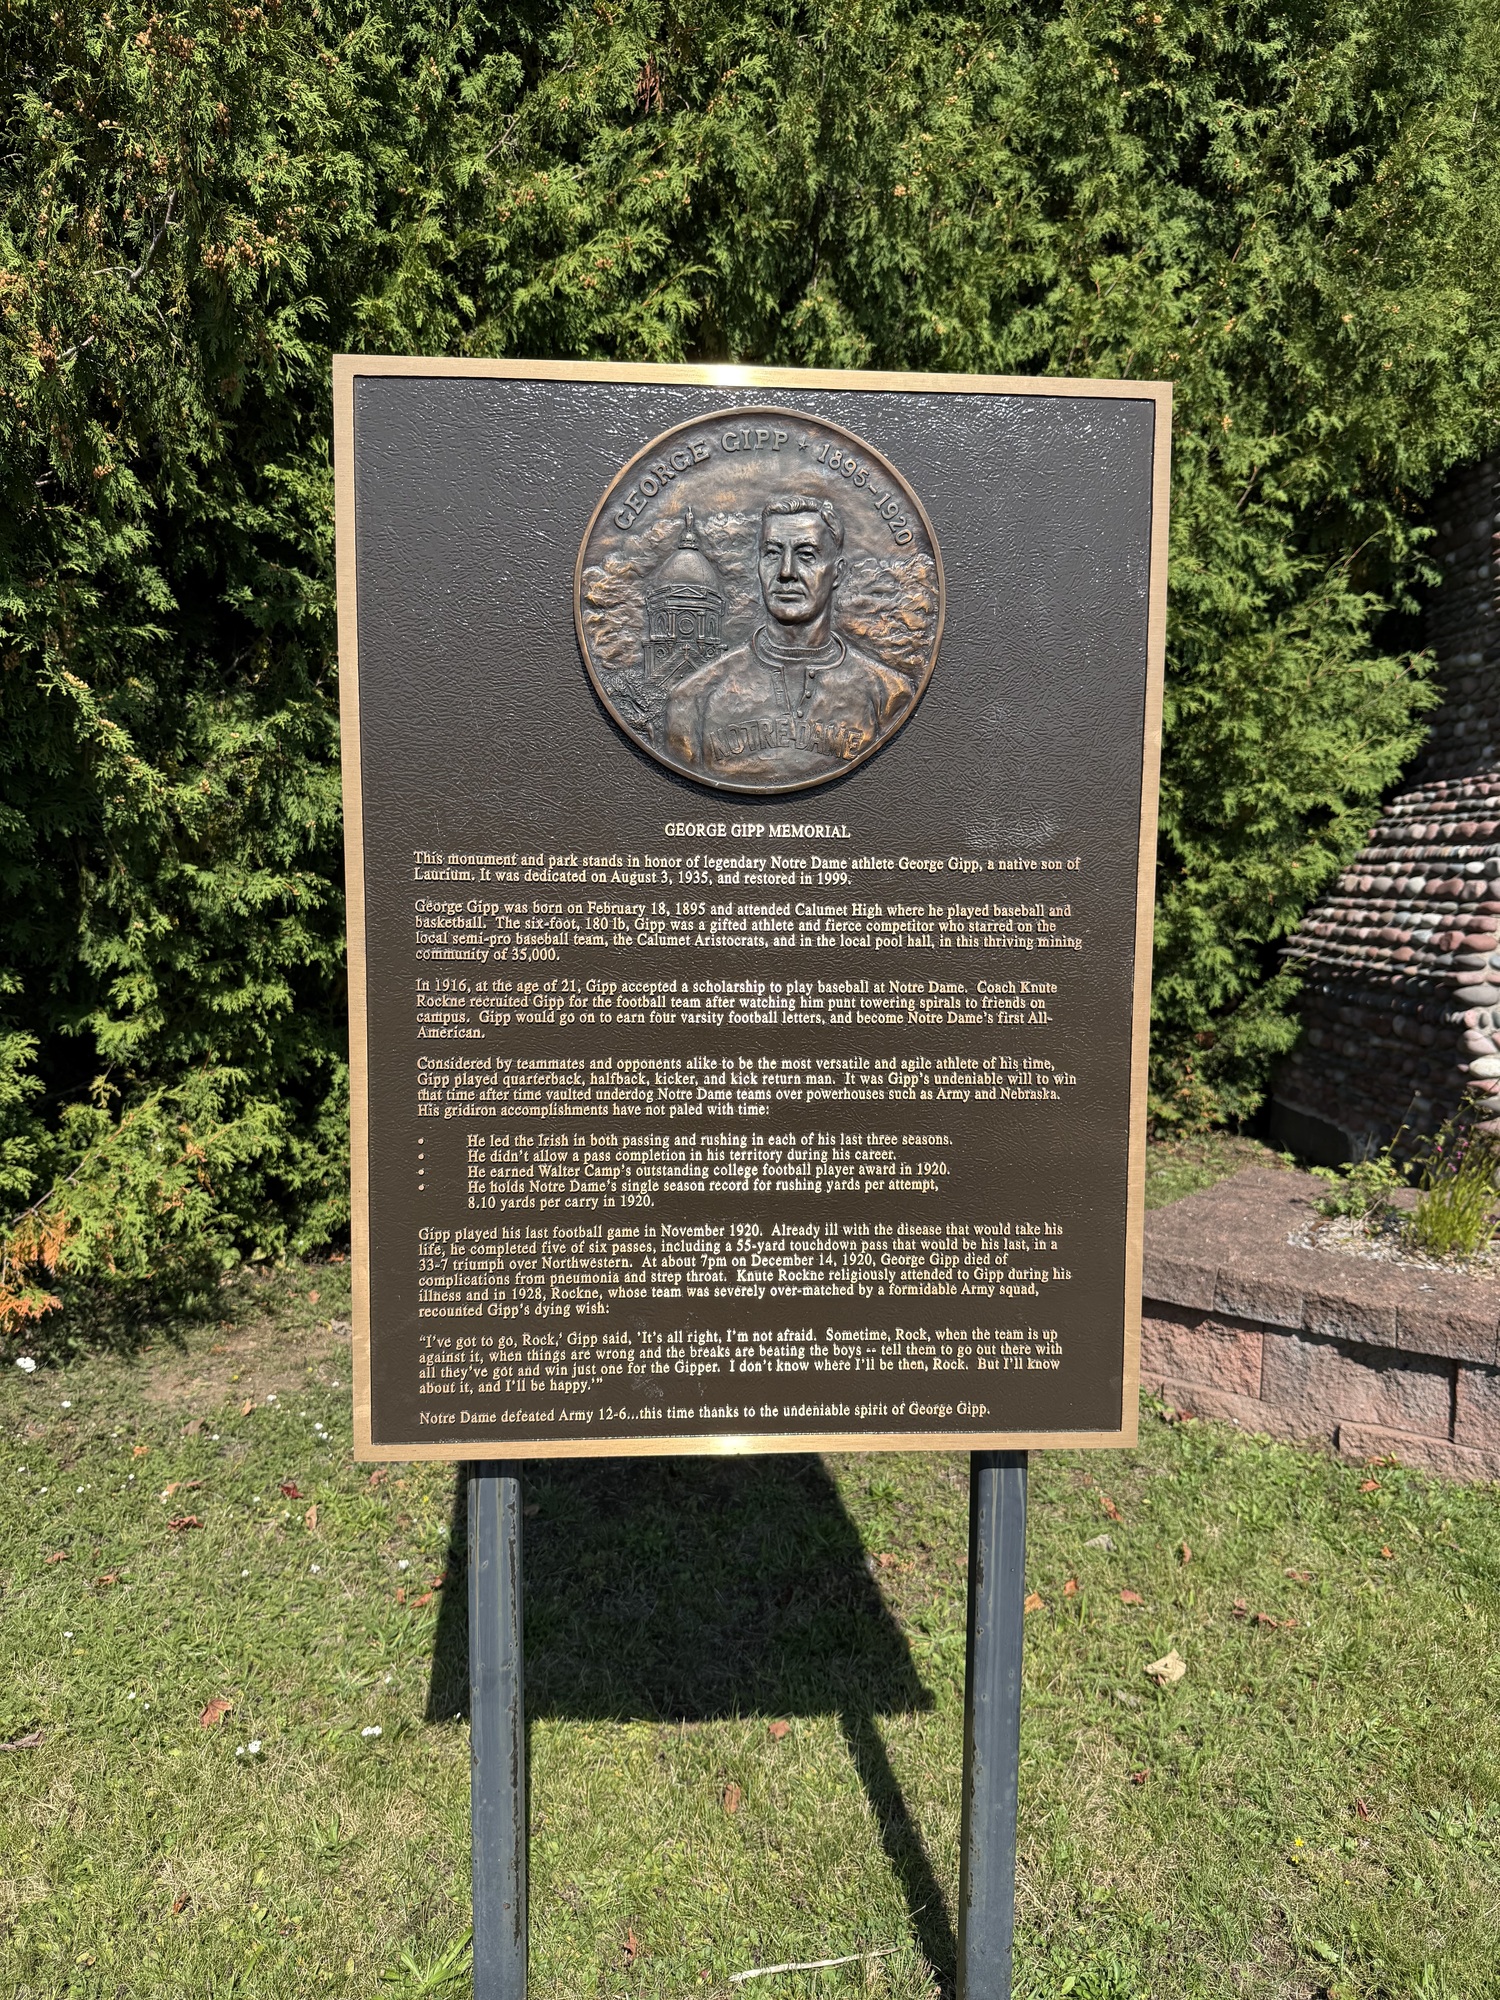 GEORGE GIPP ★ 1895-1920
NOTRE DAME
GEORGE GIPP MEMORIAL
This monument and park stands in honor of legendary Notre Dame athlete George Gipp, a native son of
Laurium. It was dedicated on August 3, 1935, and restored in 1999.
George Gipp was born on February 18, 1895 and attended Calumet High where he played baseball and
basketball. The six-foot, 180 lb, Gipp was a gifted athlete and fierce competitor who starred on the
local semi-pro baseball team, the Calumet Aristocrats, and in the local pool hall, in this thriving mining
community of 35,000.
In 1916, at the age of 21, Gipp accepted a scholarship to play baseball at Notre Dame. Coach Knute
Rockne recruited Gipp for the football team after watching him punt towering spirals to friends on
campus. Gipp would go on to earn four varsity football letters, and become Notre Dame's first All-
American.
Considered by teammates and opponents alike to be the most versatile and agile athlete of his time,
Gipp played quarterback, halfback, kicker, and kick return man. It was Gipp's undeniable will to win
that time after time vaulted underdog Notre Dame teams over powerhouses such as Army and Nebraska.
His gridiron accomplishments have not paled with time:
• He led the Irish in both passing and rushing in each of his last three seasons.
• He didn't allow a pass completion in his territory during his career.
• He earned Walter Camp's outstanding college football player award in 1920.
• He holds Notre Dame's single season record for rushing yards per attempt,
8.10 yards per carry in 1920.
Gipp played his last football game in November 1920. Already ill with the disease that would take his
life, he completed five of six passes, including a 55-yard touchdown pass that would be his last, in a
33-7 triumph over Northwestern. At about 7pm on December 14, 1920, George Gipp died of
complications from pneumonia and strep throat. Knute Rockne religiously attended to Gipp during his
illness and in 1928, Rockne, whose team was severely over-matched by a formidable Army squad,
recounted Gipp's dying wish:
"I've got to go, Rock,' Gipp said, 'It's all right, I'm not afraid. Sometime, Rock, when the team is up
against it, when things are wrong and the breaks are beating the boys -- tell them to go out there with
all they've got and win just one for the Gipper. I don't know where I'll be then, Rock. But I'll know
about it, and I'll be happy.'"
Notre Dame defeated Army 12-6...this time thanks to the undeniable spirit of George Gipp.